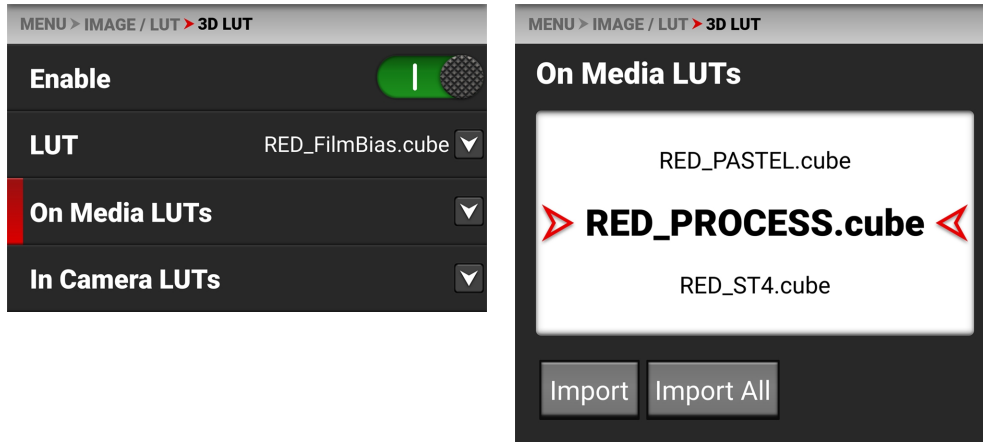 MENU > IMAGE / LUT > 3D LUT
Enable
LUT RED_FilmBias.cube
On Media LUTs
In Camera LUTs
MENU > IMAGE / LUT > 3D LUT
On Media LUTs
RED_PASTEL.cube
RED_PROCESS.cube
RED_ST4.cube
Import Import All